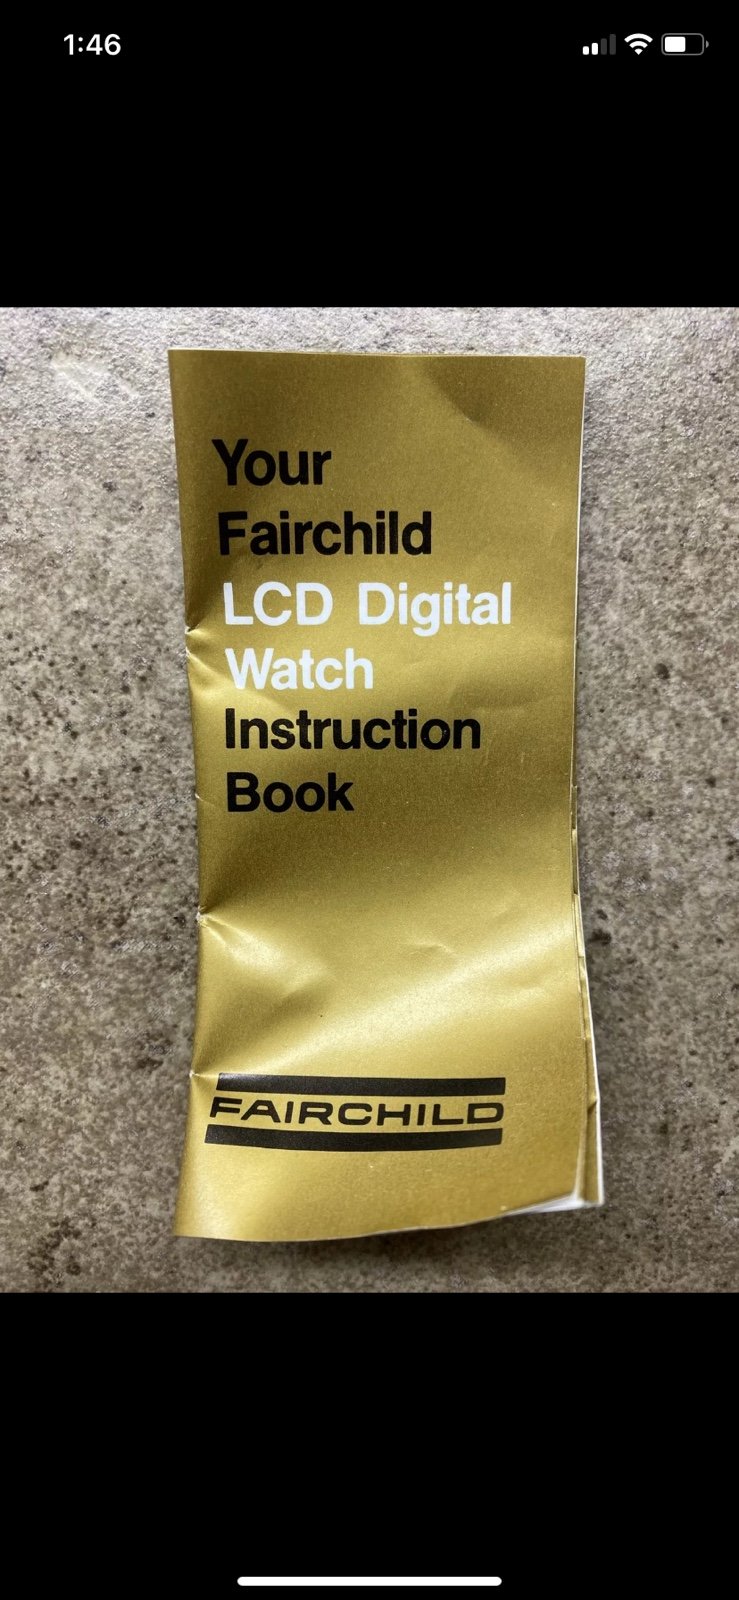 1:46
Your
Fairchild
LCD Digital
Watch
Instruction
Book
FAIRCHILD